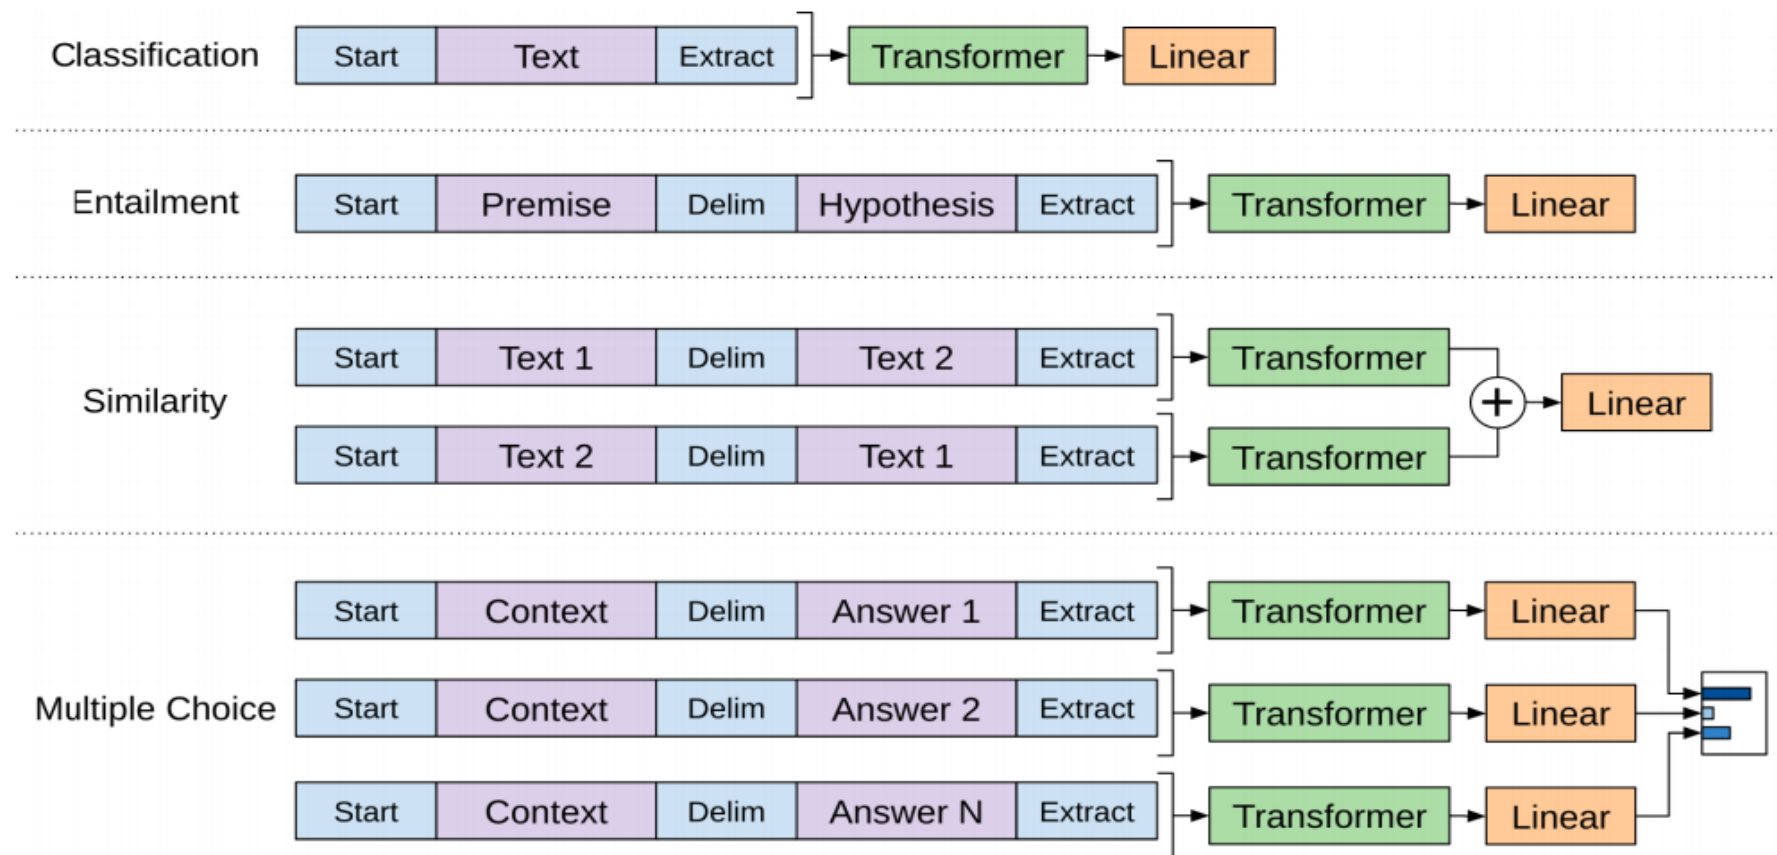 Classification Start Text Extract Transformer Linear
Entailment Start Premise Delim Hypothesis Extract Transformer Linear
Start Text 1 Delim Text 2 Extract Transformer
Similarity + Linear
Start Text 2 Delim Text 1 Extract Transformer
Start Context Delim Answer 1 Extract Transformer Linear
Multiple Choice Start Context Delim Answer 2 Extract Transformer Linear
Start Context Delim Answer N Extract Transformer Linear